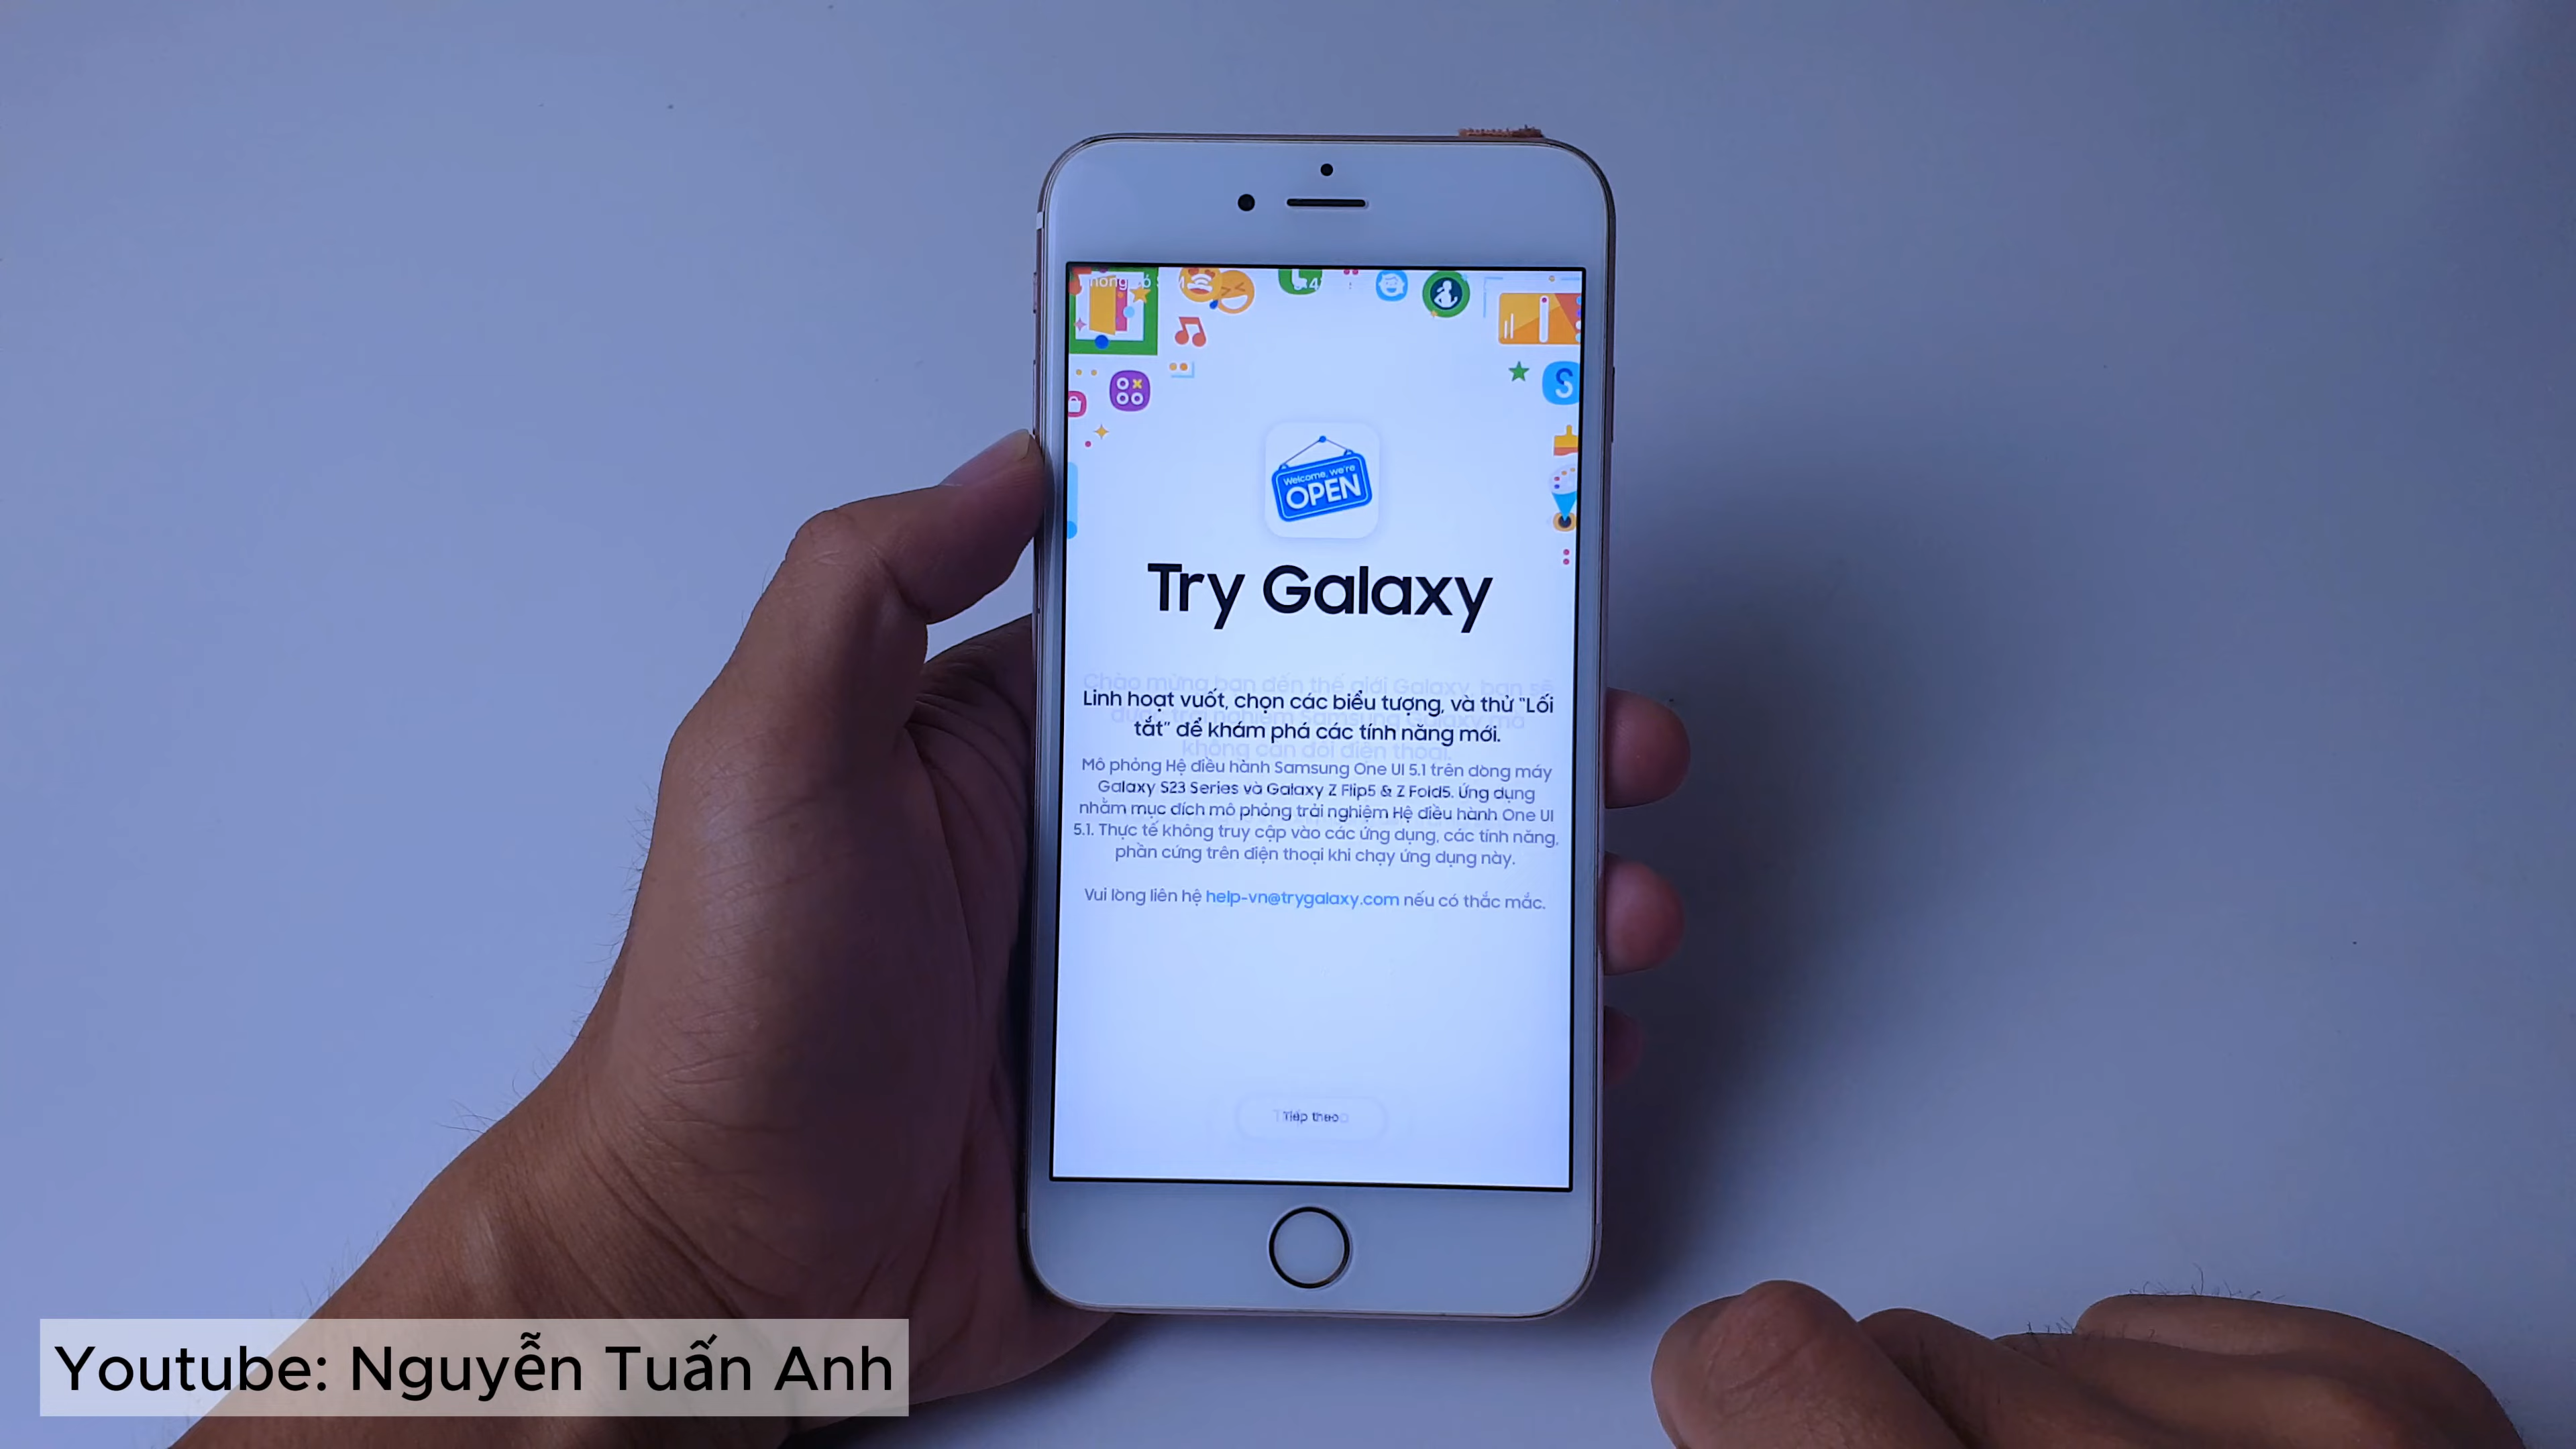 Welcome, we're
OPEN
Try Galaxy
Linh hoạt vuốt, chọn các biểu tượng, và thử "Lối
tắt" để khám phá các tính năng mới.
Mô phỏng Hệ điều hành Samsung One UI 5.1 trên dòng máy
Galaxy S23 Series và Galaxy Z Flip5 & Z Fold5. Ứng dụng
nhằm mục đích mô phỏng trải nghiệm Hệ điều hành One UI
5.1. Thực tế không truy cập vào các ứng dụng, các tính năng,
phần cứng trên điện thoại khi chạy ứng dụng này.
Vui lòng liên hệ help-vn@trygalaxy.com nếu có thắc mắc.
Tiếp theo
Youtube: Nguyễn Tuấn Anh